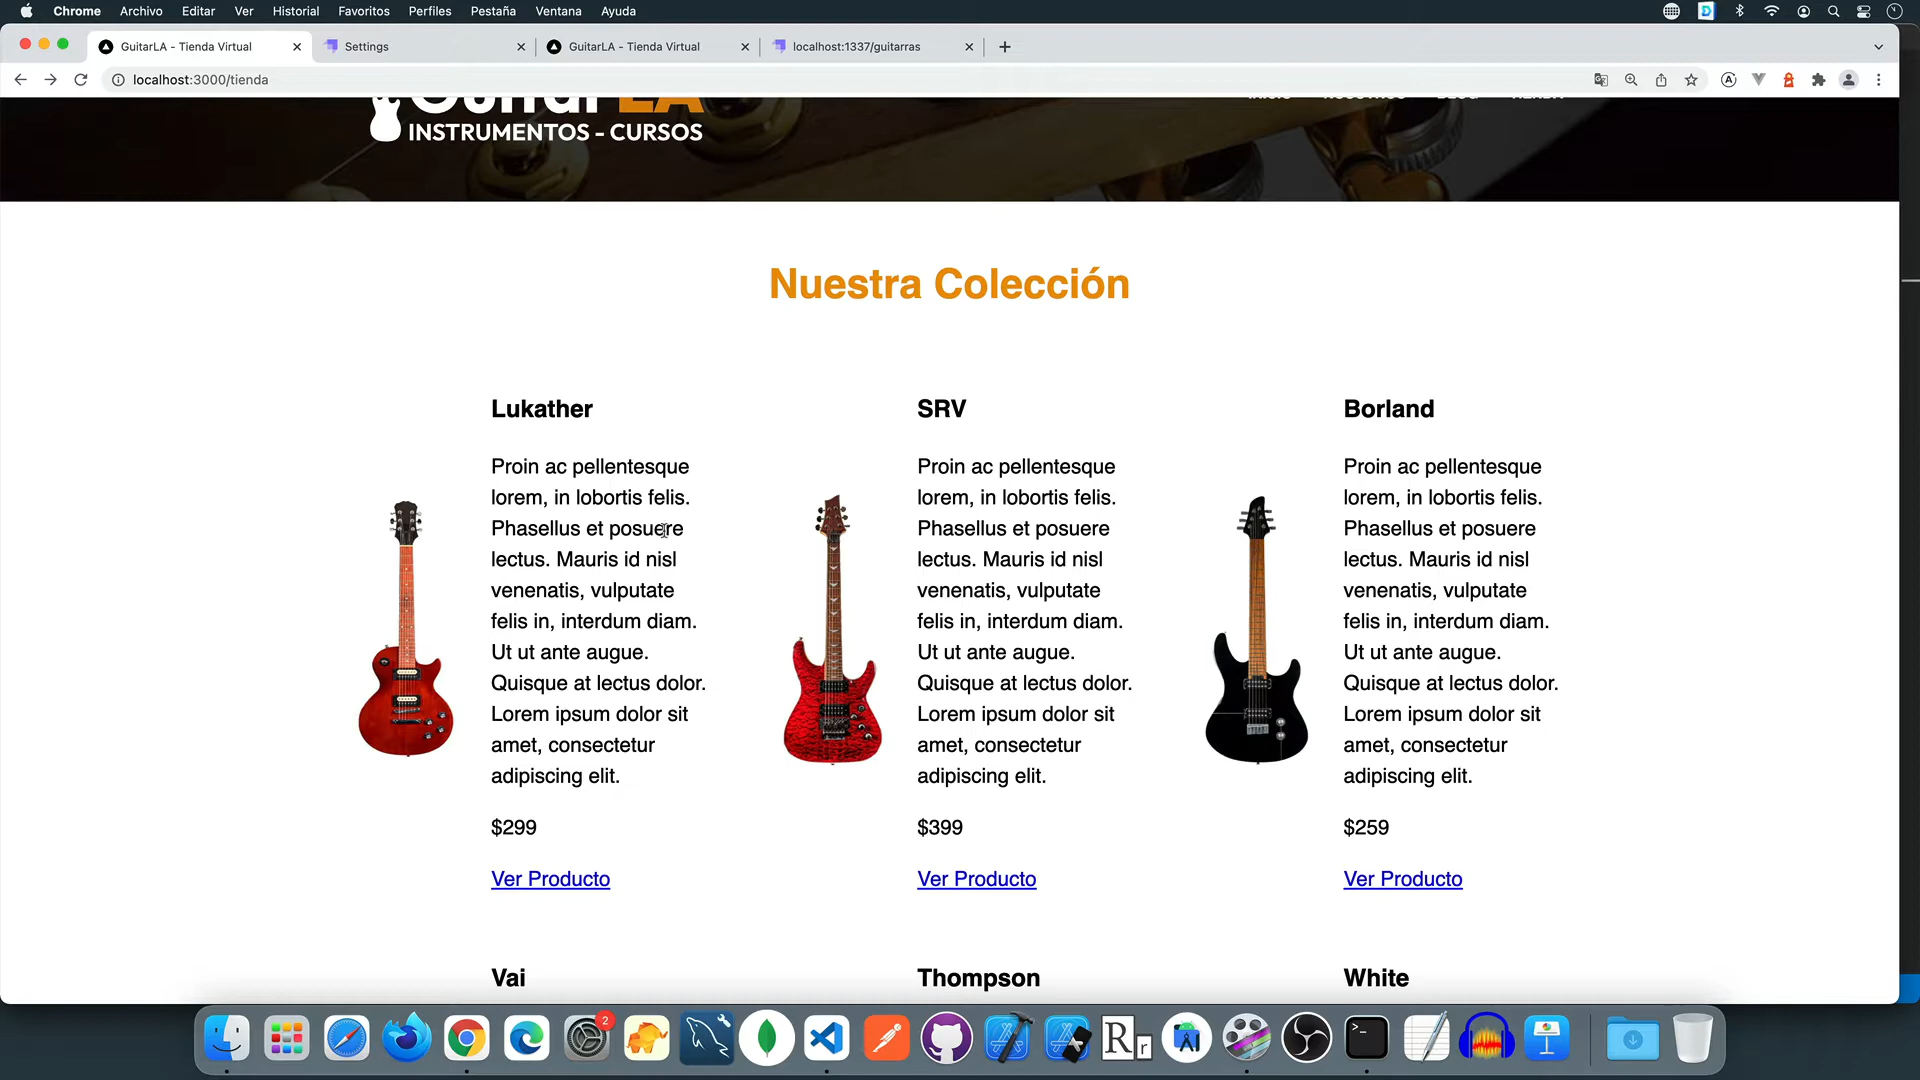 Chrome Archivo Editar Ver Historial Favoritos Perfiles Pestaña Ventana Ayuda
GuitarLA - Tienda Virtual
Settings
GuitarLA - Tienda Virtual
localhost:1337/guitarras
localhost:3000/tienda
GuitarLA
INSTRUMENTOS - CURSOS
INICIO NOSOTROS BLOG TIENDA
Nuestra Colección
Lukather
Proin ac pellentesque
lorem, in lobortis felis.
Phasellus et posuere
lectus. Mauris id nisl
venenatis, vulputate
felis in, interdum diam.
Ut ut ante augue.
Quisque at lectus dolor.
Lorem ipsum dolor sit
amet, consectetur
adipiscing elit.
$299
Ver Producto
SRV
Proin ac pellentesque
lorem, in lobortis felis.
Phasellus et posuere
lectus. Mauris id nisl
venenatis, vulputate
felis in, interdum diam.
Ut ut ante augue.
Quisque at lectus dolor.
Lorem ipsum dolor sit
amet, consectetur
adipiscing elit.
$399
Ver Producto
Borland
Proin ac pellentesque
lorem, in lobortis felis.
Phasellus et posuere
lectus. Mauris id nisl
venenatis, vulputate
felis in, interdum diam.
Ut ut ante augue.
Quisque at lectus dolor.
Lorem ipsum dolor sit
amet, consectetur
adipiscing elit.
$259
Ver Producto
Vai
Thompson
White
2